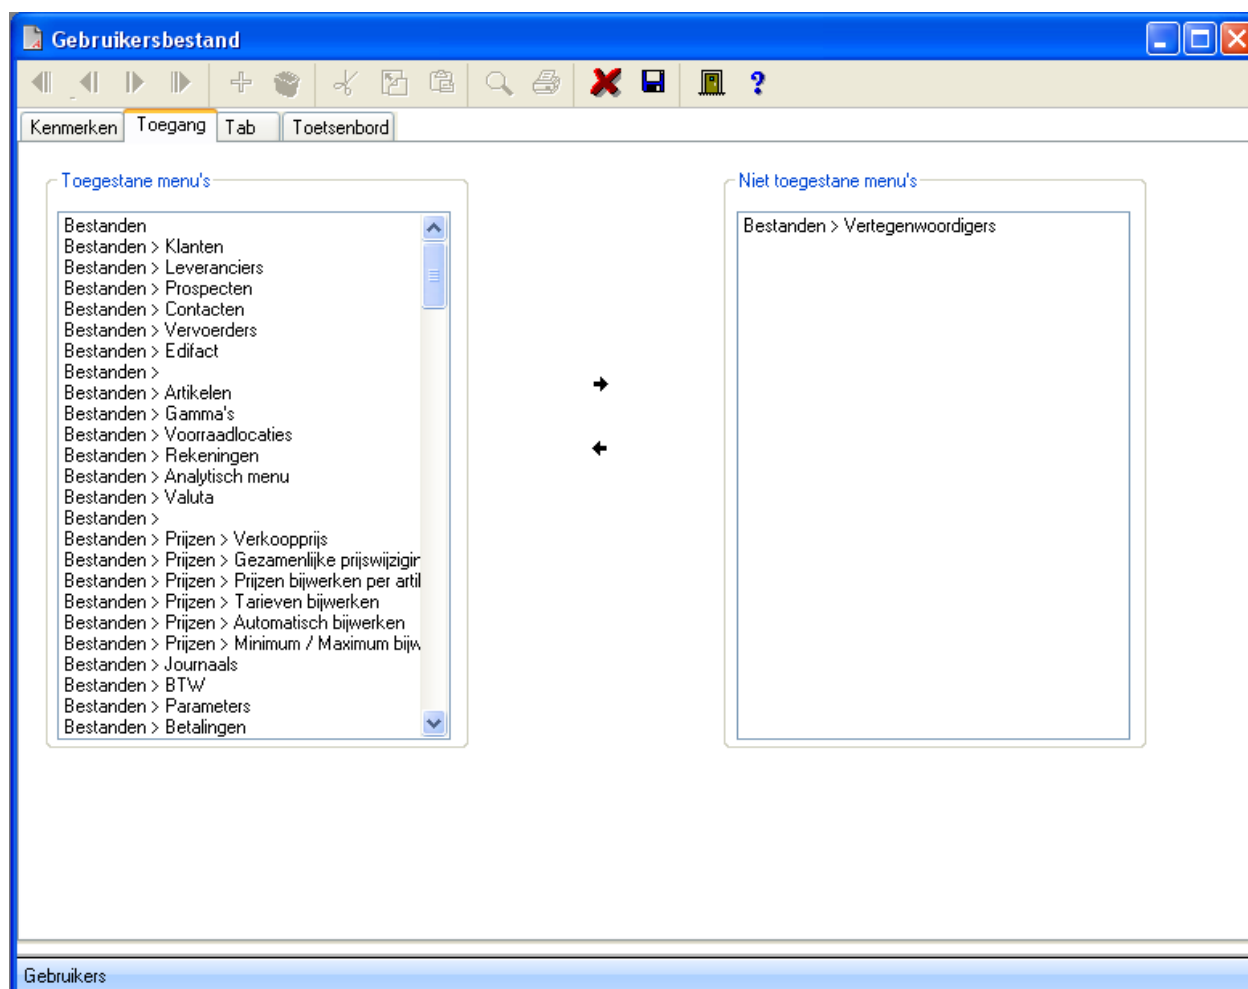 Gebruikersbestand
Kenmerken Toegang Tab Toetsenbord
Toegestane menu's
Bestanden
Bestanden > Klanten
Bestanden > Leveranciers
Bestanden > Prospecten
Bestanden > Contacten
Bestanden > Vervoerders
Bestanden > Edifact
Bestanden >
Bestanden > Artikelen
Bestanden > Gamma's
Bestanden > Voorraadlocaties
Bestanden > Rekeningen
Bestanden > Analytisch menu
Bestanden > Valuta
Bestanden >
Bestanden > Prijzen > Verkoopprijs
Bestanden > Prijzen > Gezamenlijke prijswijzigin
Bestanden > Prijzen > Prijzen bijwerken per arti
Bestanden > Prijzen > Tarieven bijwerken
Bestanden > Prijzen > Automatisch bijwerken
Bestanden > Prijzen > Minimum / Maximum bijw
Bestanden > Journaals
Bestanden > BTW
Bestanden > Parameters
Bestanden > Betalingen
Niet toegestane menu's
Bestanden > Vertegenwoordigers
Gebruikers